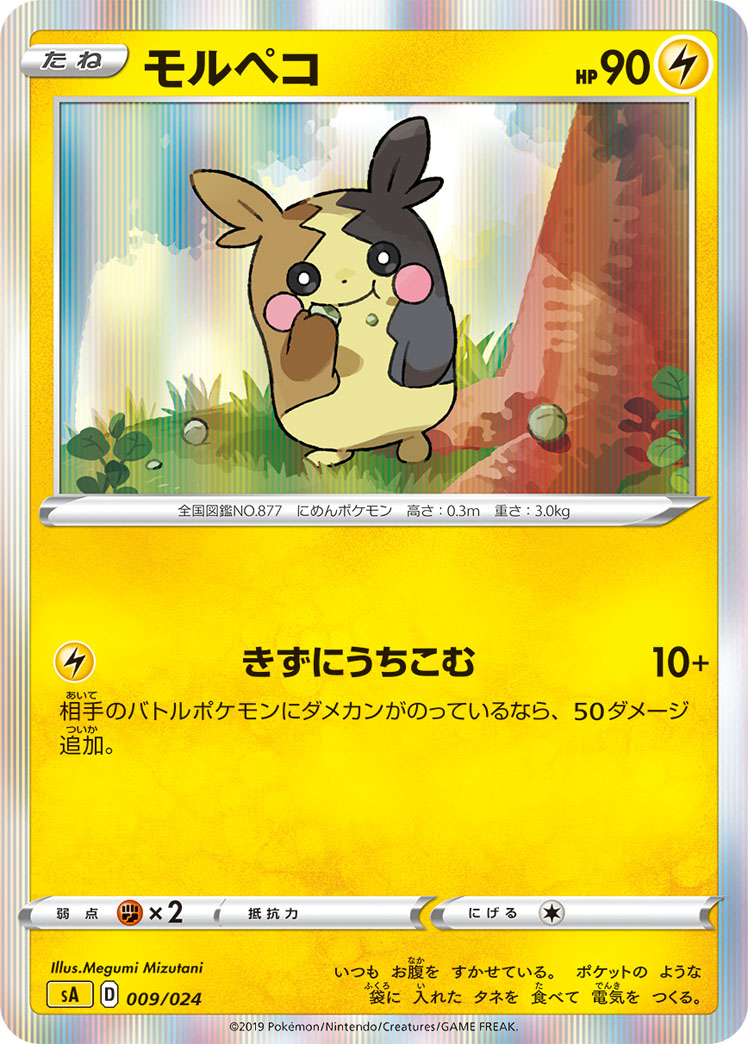 たね モルペコ HP 90
全国図鑑NO.877 にめんポケモン 高さ:0.3m 重さ:3.0kg
きずにうちこむ 10+
あいて
相手のバトルポケモンにダメカンがのっているなら、50ダメージ
ついか
追加。
弱点 ×2 抵抗力 にげる
Illus.Megumi Mizutani
sA D 009/024
なか
いつも お腹を すかせている。 ポケットの ような
ふくろ い た でんき
袋に 入れた タネを 食べて 電気を つくる。
©2019 Pokémon/Nintendo/Creatures/GAME FREAK.